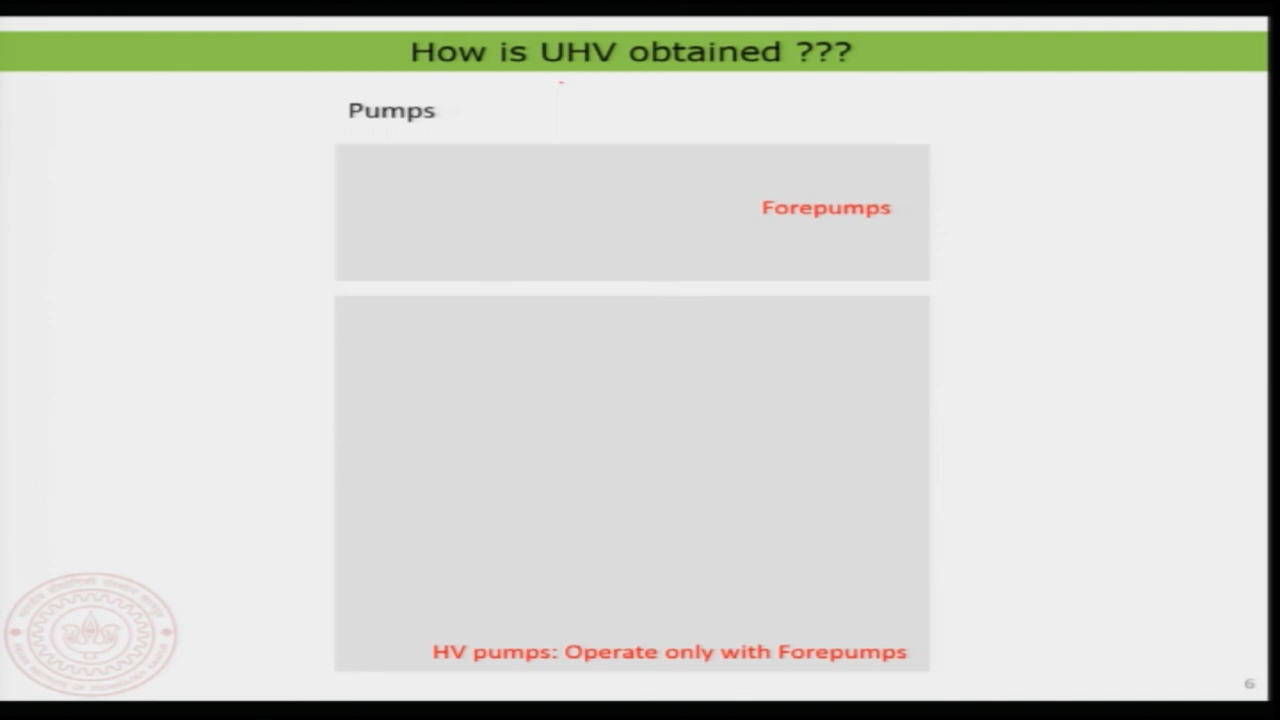 How is UHV obtained ???
Pumps
Forepumps
HV pumps: Operate only with Forepumps
6